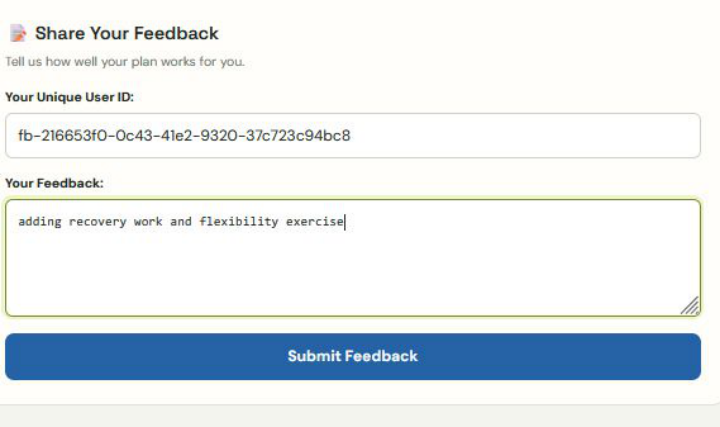 Share Your Feedback
Tell us how well your plan works for you.
Your Unique User ID:
fb-216653f0-0c43-41e2-9320-37c723c94bc8
Your Feedback:
adding recovery work and flexibility exercise
Submit Feedback